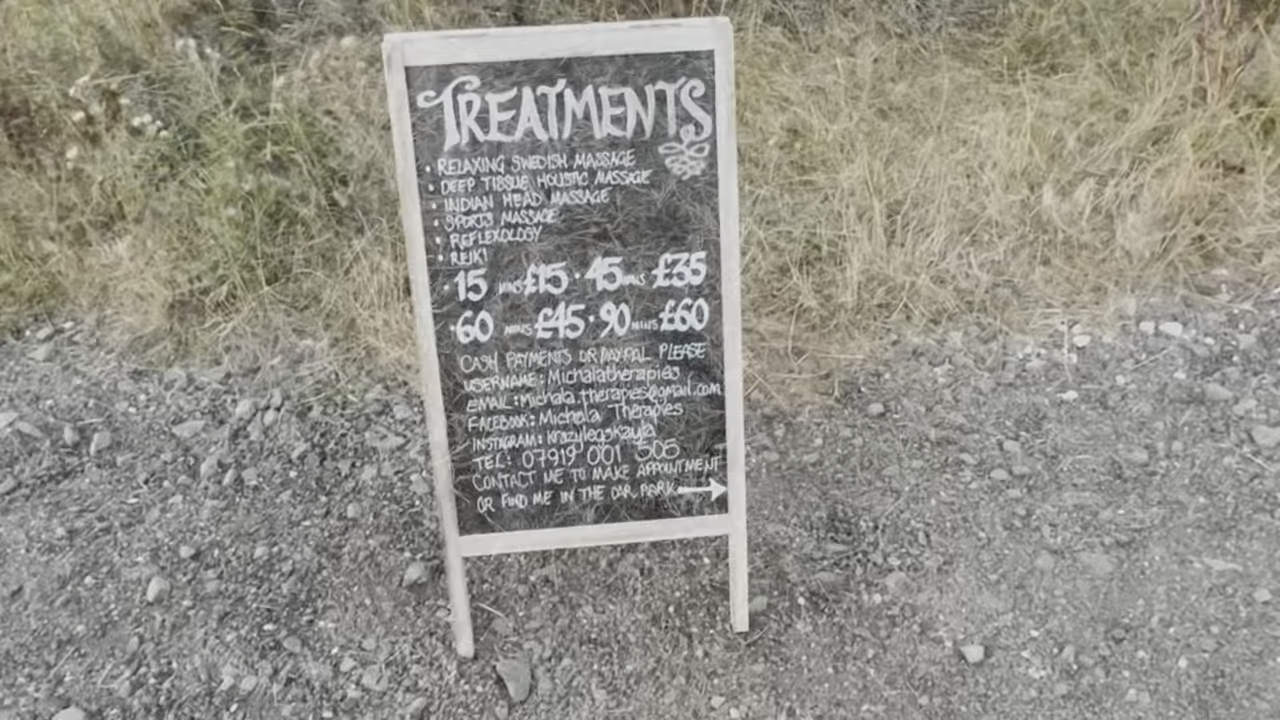 TREATMENTS
• RELAXING SWEDISH MASSAGE
• DEEP TISSUE HOLISTIC MASSAGE
• INDIAN HEAD MASSAGE
• SPORTS MASSAGE
• REFLEXOLOGY
• REIKI
• 15 MINS £15 • 45 MINS £35
• 60 MINS £45 • 90 MINS £60
CASH PAYMENTS OR PAYPAL PLEASE
USERNAME: Michalatherapies
EMAIL: Michala.therapies@gmail.com
FACEBOOK: Michala Therapies
INSTAGRAM: krazylegskayla
TEL: 07919 001 505
CONTACT ME TO MAKE APPOINTMENT
OR FIND ME IN THE CAR PARK →